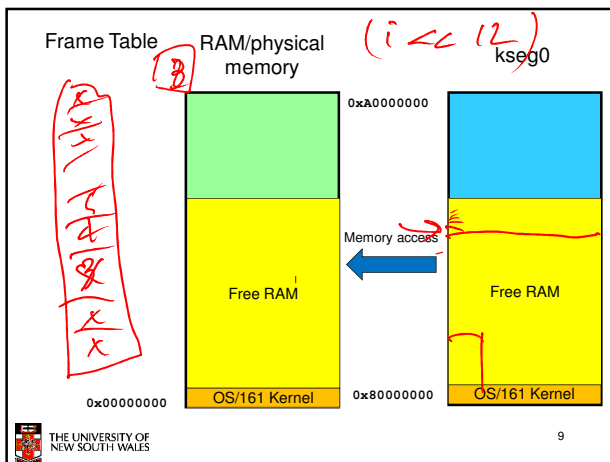 Frame Table
RAM/physical
memory
(i << 12)
kseg0
3
0xA0000000
Memory access
Free RAM
Free RAM
OS/161 Kernel
OS/161 Kernel
0x00000000
0x80000000
THE UNIVERSITY OF
NEW SOUTH WALES
9